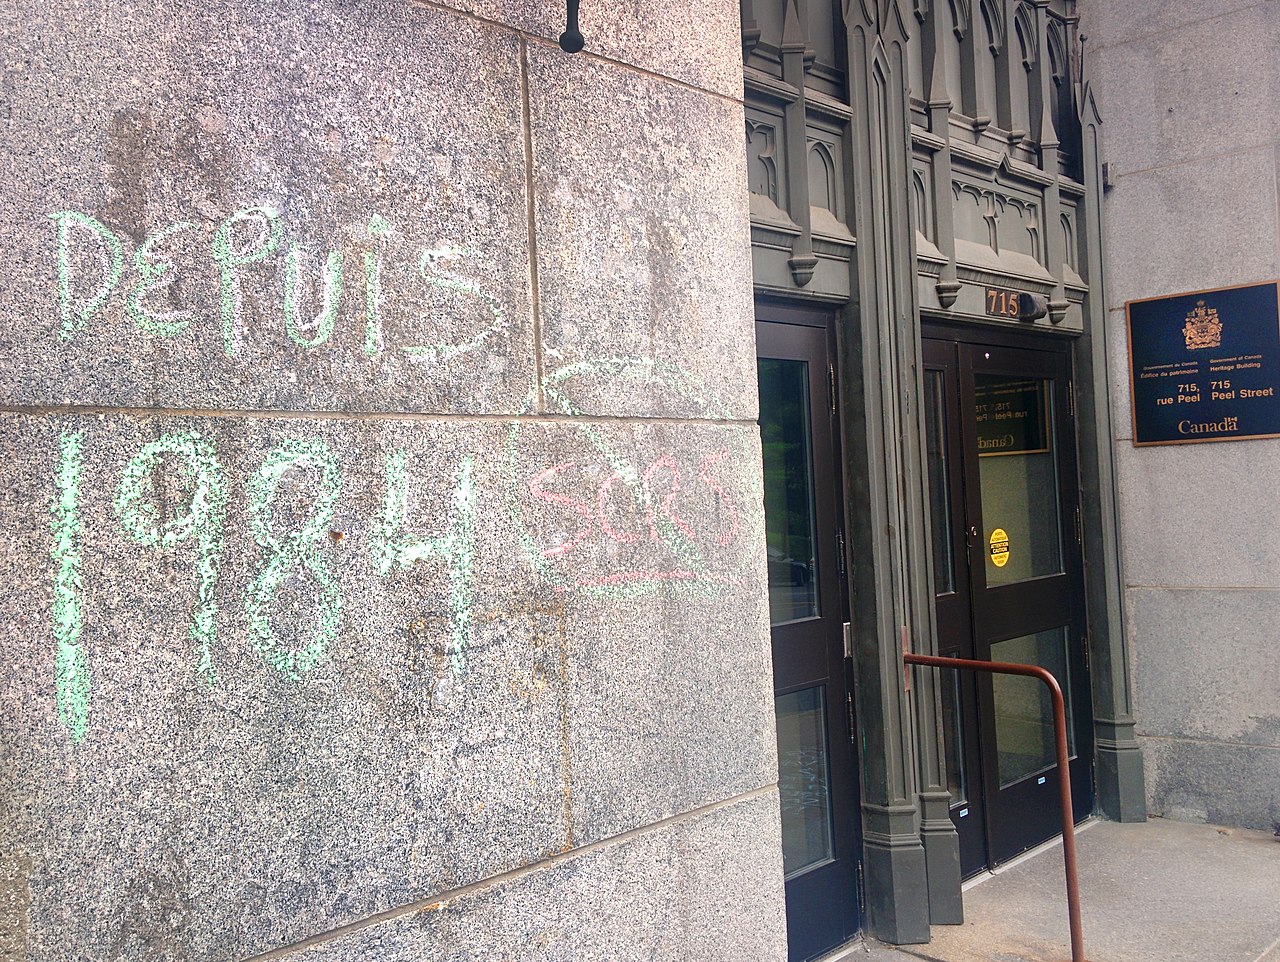 DEPUIS
1984
SCRS
715
Gouvernement du Canada
Édifice du patrimoine
715,
rue Peel
Government of Canada
Heritage Building
715
Peel Street
Canada